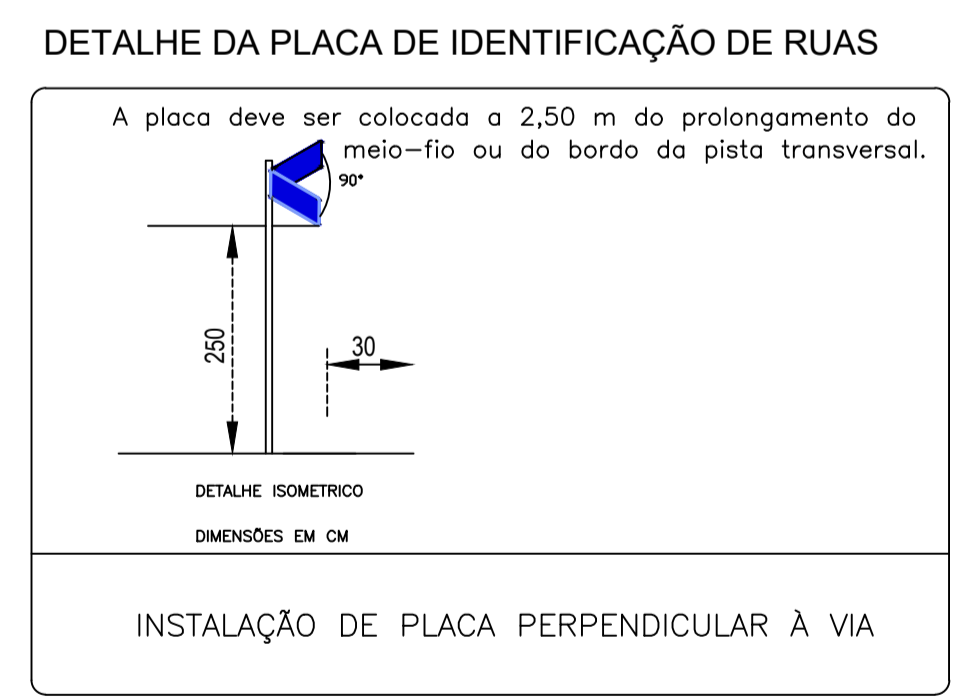 DETALHE DA PLACA DE IDENTIFICAÇÃO DE RUAS
A placa deve ser colocada a 2,50 m do prolongamento do
meio-fio ou do bordo da pista transversal.
90°
250
30
DETALHE ISOMETRICO
DIMENSÕES EM CM
INSTALAÇÃO DE PLACA PERPENDICULAR À VIA